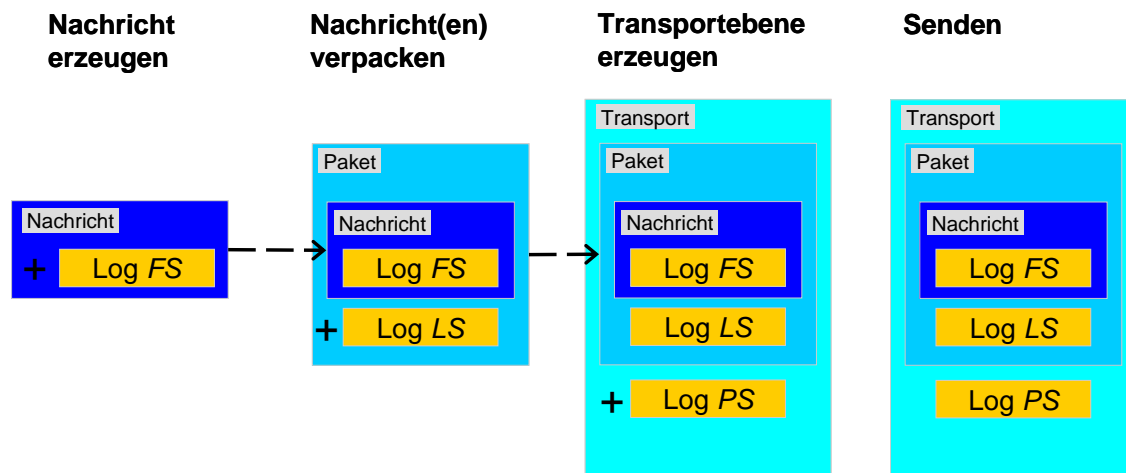 Nachricht
erzeugen
Nachricht(en)
verpacken
Transportebene
erzeugen
Senden
Nachricht
+ Log FS
Paket
Nachricht
Log FS
+ Log LS
Transport
Paket
Nachricht
Log FS
Log LS
+ Log PS
Transport
Paket
Nachricht
Log FS
Log LS
Log PS